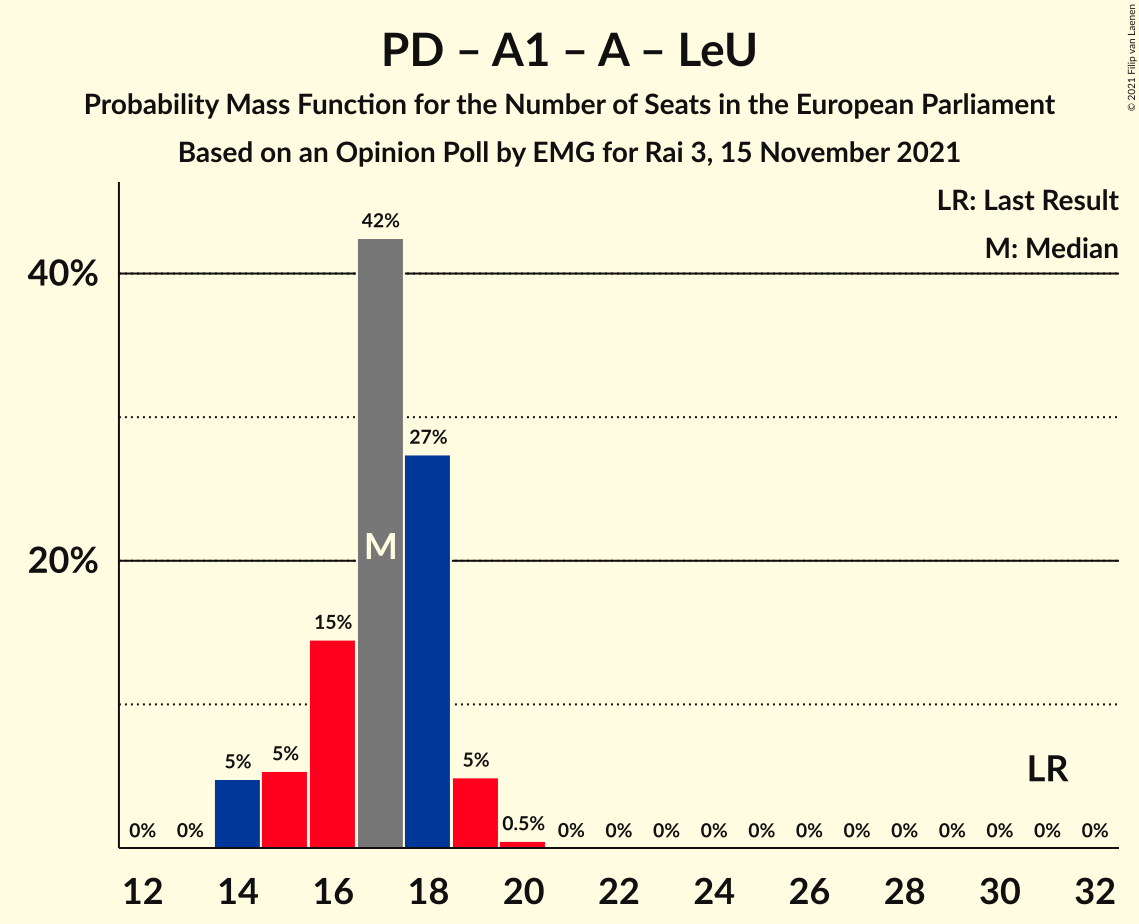 PD – A1 – A – LeU
Probability Mass Function for the Number of Seats in the European Parliament
Based on an Opinion Poll by EMG for Rai 3, 15 November 2021
© 2021 Filip van Laenen
LR: Last Result
M: Median
40%
20%
0% 0% 5% 5% 15% 42% 27% 5% 0.5% 0% 0% 0% 0% 0% 0% 0% 0% 0% 0% 0% 0%
M
LR
12 14 16 18 20 22 24 26 28 30 32